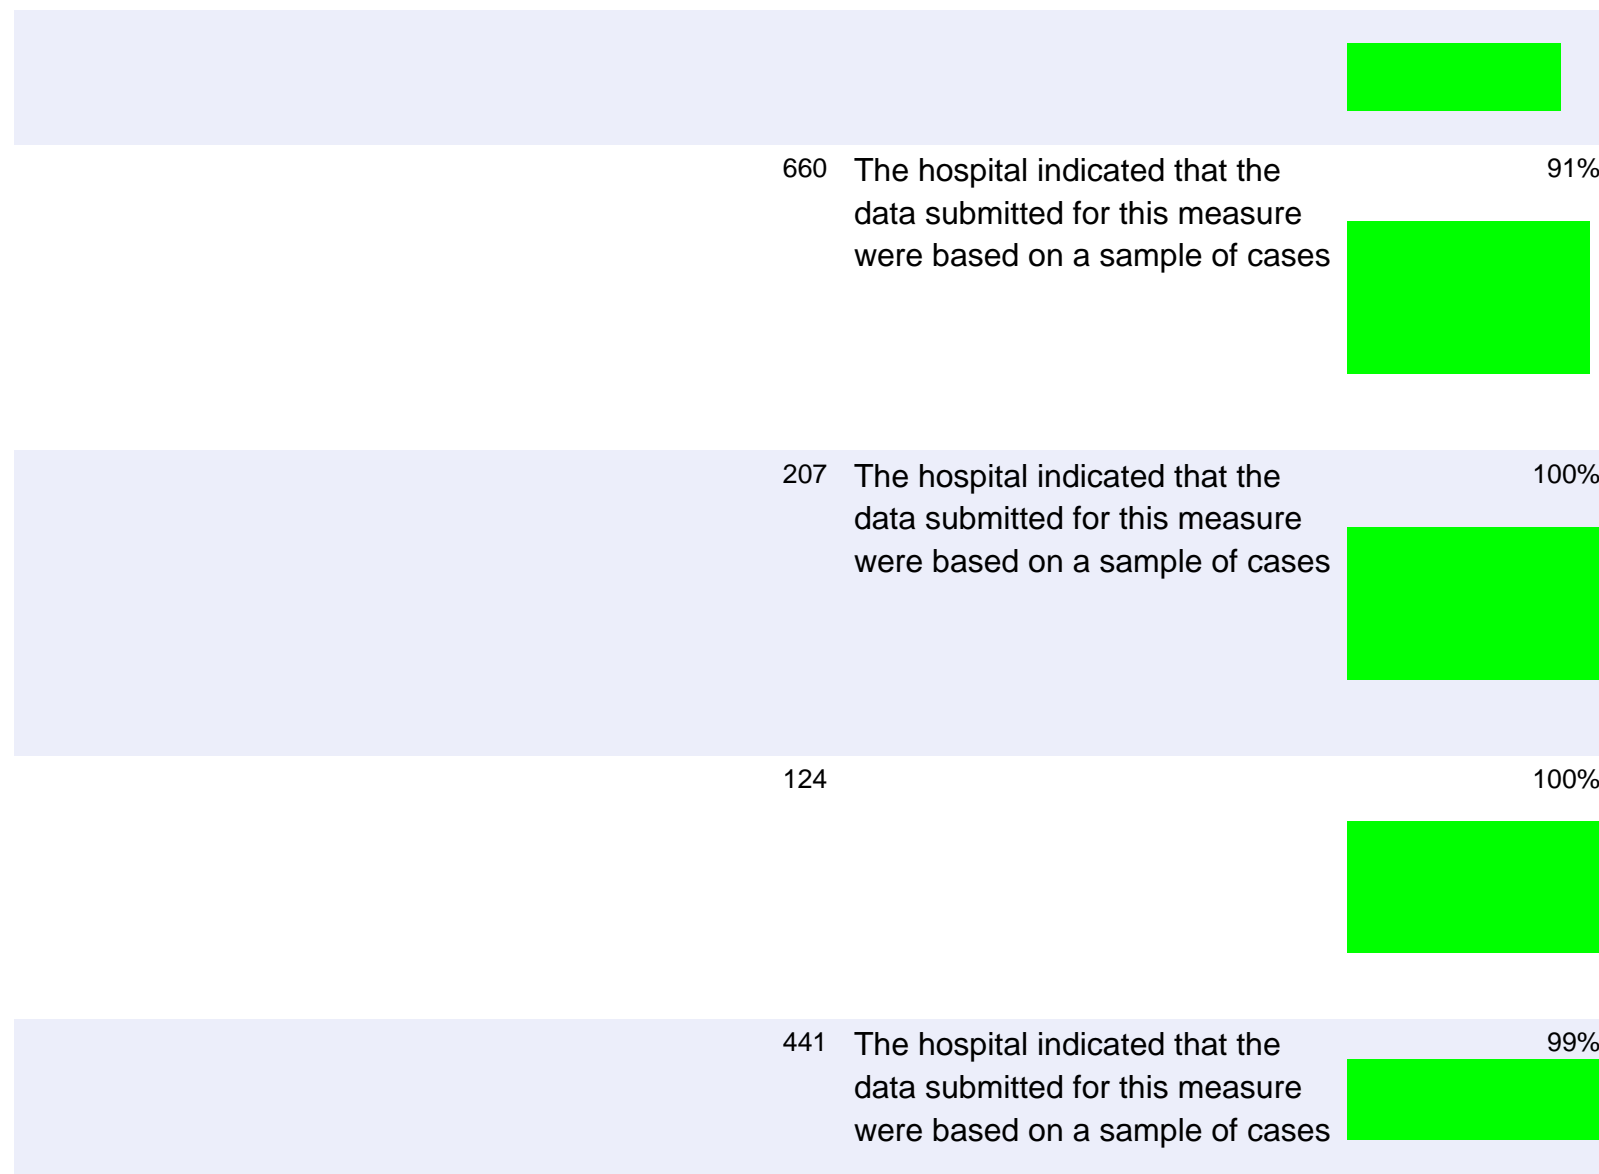 660 The hospital indicated that the 91%
data submitted for this measure
were based on a sample of cases
207 The hospital indicated that the 100%
data submitted for this measure
were based on a sample of cases
124 100%
441 The hospital indicated that the 99%
data submitted for this measure
were based on a sample of cases